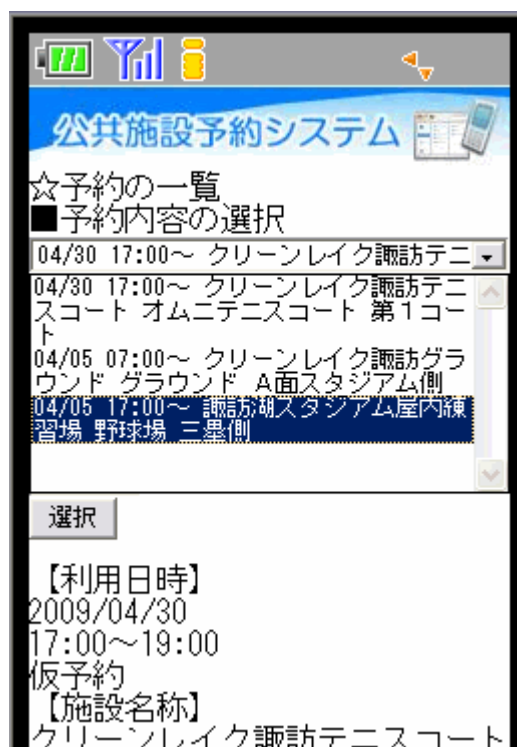 公共施設予約システム
☆予約の一覧
■予約内容の選択
04/30 17:00～ クリーンレイク諏訪テニ
04/30 17:00～ クリーンレイク諏訪テニ
スコート オムニテニスコート 第1コー
ト
04/05 07:00～ クリーンレイク諏訪グラ
ウンド グラウンド A面スタジアム側
04/05 17:00～ 諏訪湖スタジアム屋内練
習場 野球場 三塁側
選択
【利用日時】
2009/04/30
17:00～19:00
仮予約
【施設名称】
クリーンレイク諏訪テニスコート